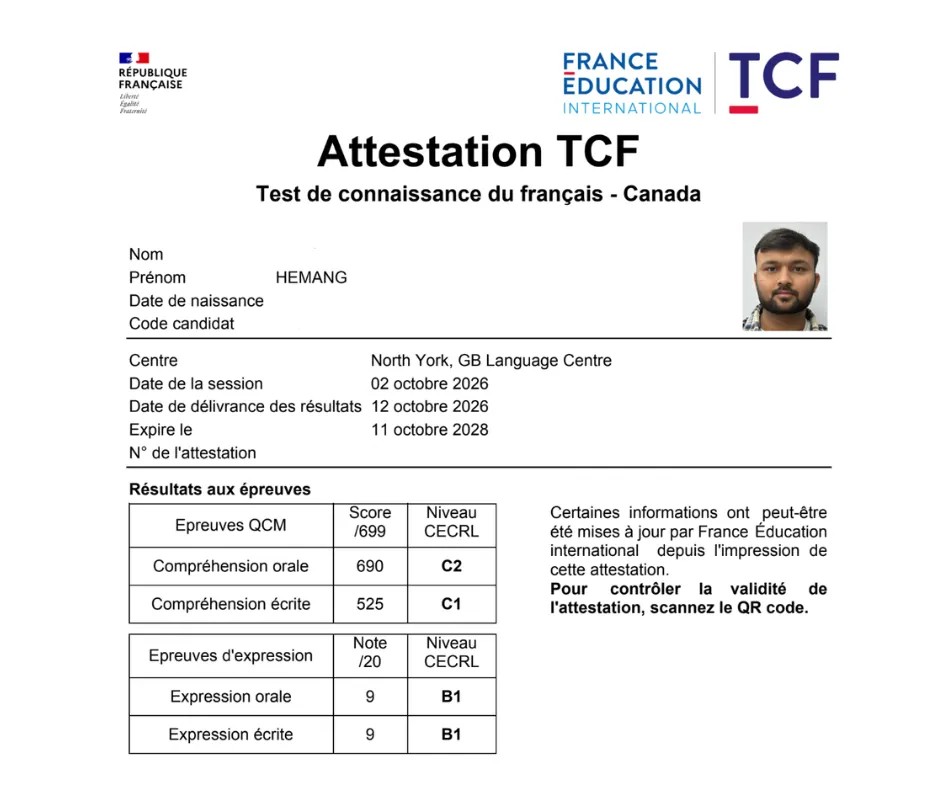 RÉPUBLIQUE
FRANÇAISE
Liberté
Égalité
Fraternité
FRANCE
ÉDUCATION
INTERNATIONAL
TCF
Attestation TCF
Test de connaissance du français - Canada
Nom
Prénom HEMANG
Date de naissance
Code candidat
Centre North York, GB Language Centre
Date de la session 02 octobre 2026
Date de délivrance des résultats 12 octobre 2026
Expire le 11 octobre 2028
N° de l'attestation
Résultats aux épreuves
Epreuves QCM Score /699 Niveau CECRL
Compréhension orale 690 C2
Compréhension écrite 525 C1
Epreuves d'expression Note /20 Niveau CECRL
Expression orale 9 B1
Expression écrite 9 B1
Certaines informations ont peut-être
été mises à jour par France Éducation
international depuis l'impression de
cette attestation.
Pour contrôler la validité de
l'attestation, scannez le QR code.